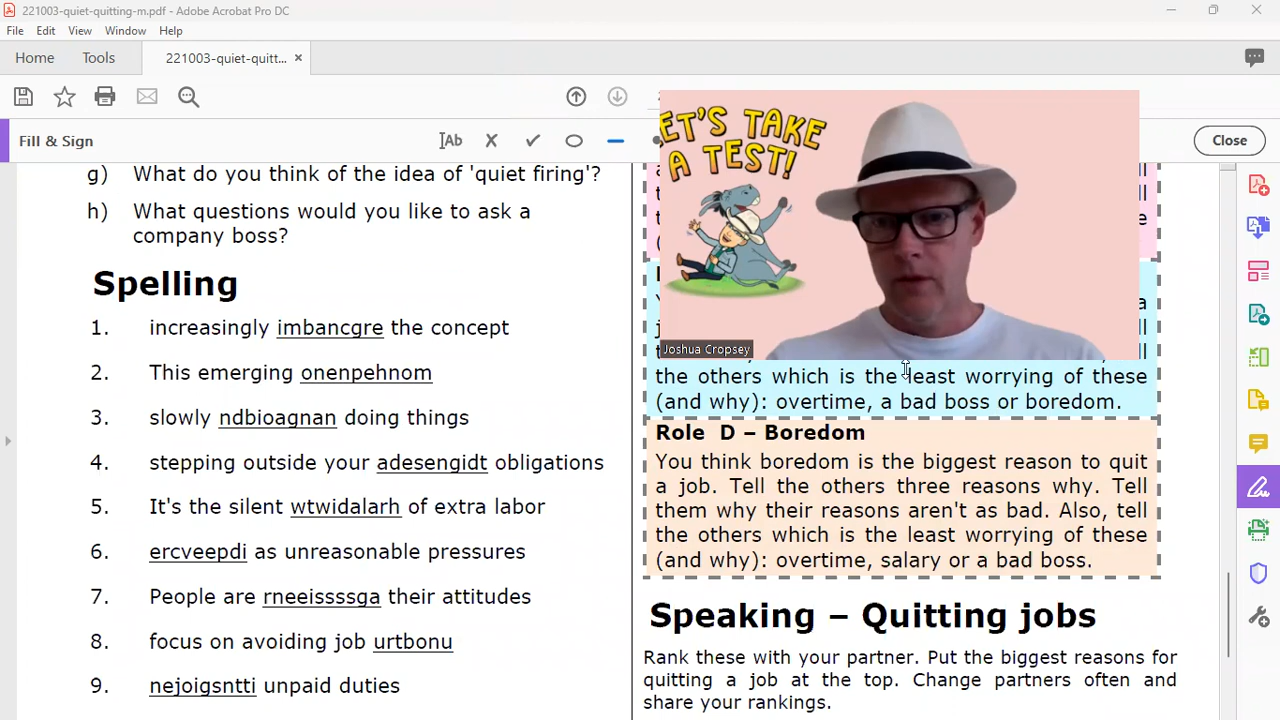 221003-quiet-quitting-m.pdf - Adobe Acrobat Pro DC
File Edit View Window Help
Home Tools 221003-quiet-quitt... ×
Fill & Sign
Ab
Close
g) What do you think of the idea of 'quiet firing'?
h) What questions would you like to ask a
company boss?
Spelling
1. increasingly imbancgre the concept
2. This emerging onenpehnom
3. slowly ndbioagnan doing things
4. stepping outside your adesengidt obligations
5. It's the silent wtwidalarh of extra labor
6. ercveepdi as unreasonable pressures
7. People are rneeissssga their attitudes
8. focus on avoiding job urtbonu
9. nejoigsntti unpaid duties
LET'S TAKE
A TEST!
Joshua Cropsey
the others which is the least worrying of these
(and why): overtime, a bad boss or boredom.
Role D – Boredom
You think boredom is the biggest reason to quit
a job. Tell the others three reasons why. Tell
them why their reasons aren't as bad. Also, tell
the others which is the least worrying of these
(and why): overtime, salary or a bad boss.
Speaking – Quitting jobs
Rank these with your partner. Put the biggest reasons for
quitting a job at the top. Change partners often and
share your rankings.